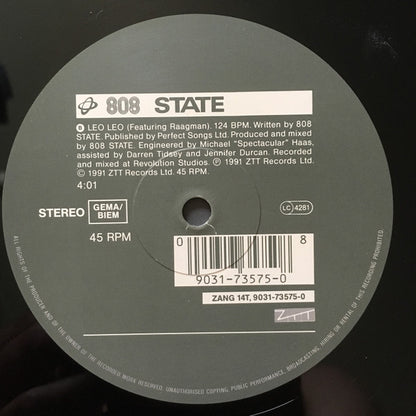 808 STATE
B LEO LEO (Featuring Raagman). 124 BPM. Written by 808
STATE. Published by Perfect Songs Ltd. Produced and mixed
by 808 STATE. Engineered by Michael "Spectacular" Haas,
assisted by Darren Tidsey and Jennifer Durcan. Recorded
and mixed at Revolution Studios. ℗ 1991 ZTT Records Ltd.
© 1991 ZTT Records Ltd. 45 RPM.
4:01
STEREO GEMA/
BIEM
LC 4281
45 RPM
0 8
9031-73575-0
ZANG 14T, 9031-73575-0
ZTT
ALL RIGHTS OF THE PRODUCER AND OF THE OWNER OF THE WORK RESERVED. UNAUTHORISED COPYING, PUBLIC PERFORMANCE, BROADCASTING, HIRING OR RENTAL OF THIS RECORDING PROHIBITED.